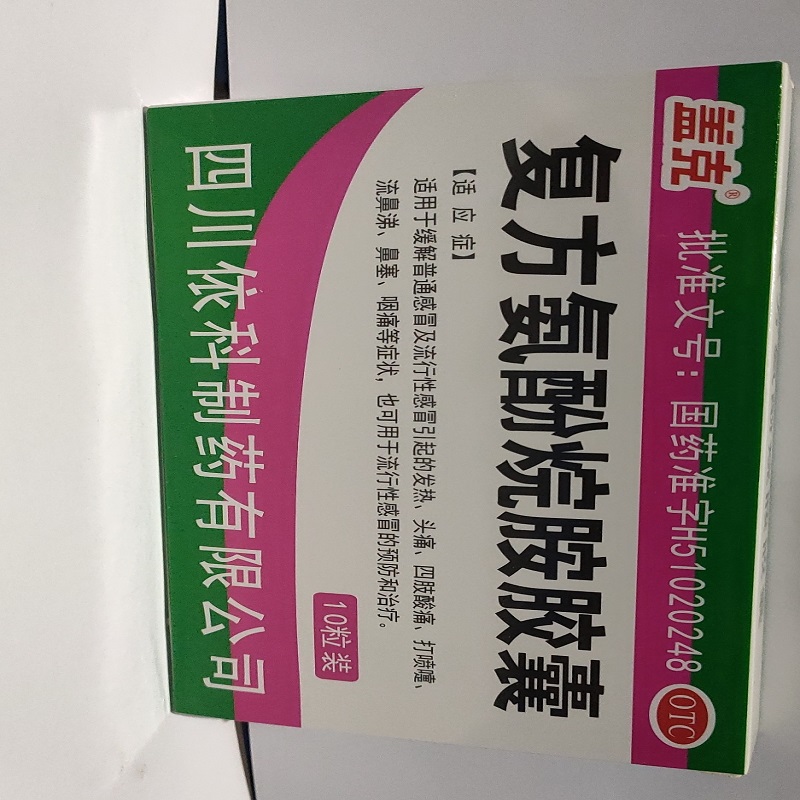 盖克®
批准文号：国药准字H51020248
OTC
复方氨酚烷胺胶囊
【适应症】
适用于缓解普通感冒及流行性感冒引起的发热、头痛、四肢酸痛、打喷嚏、
流鼻涕、鼻塞、咽痛等症状，也可用于流行性感冒的预防和治疗。
10粒装
四川依科制药有限公司